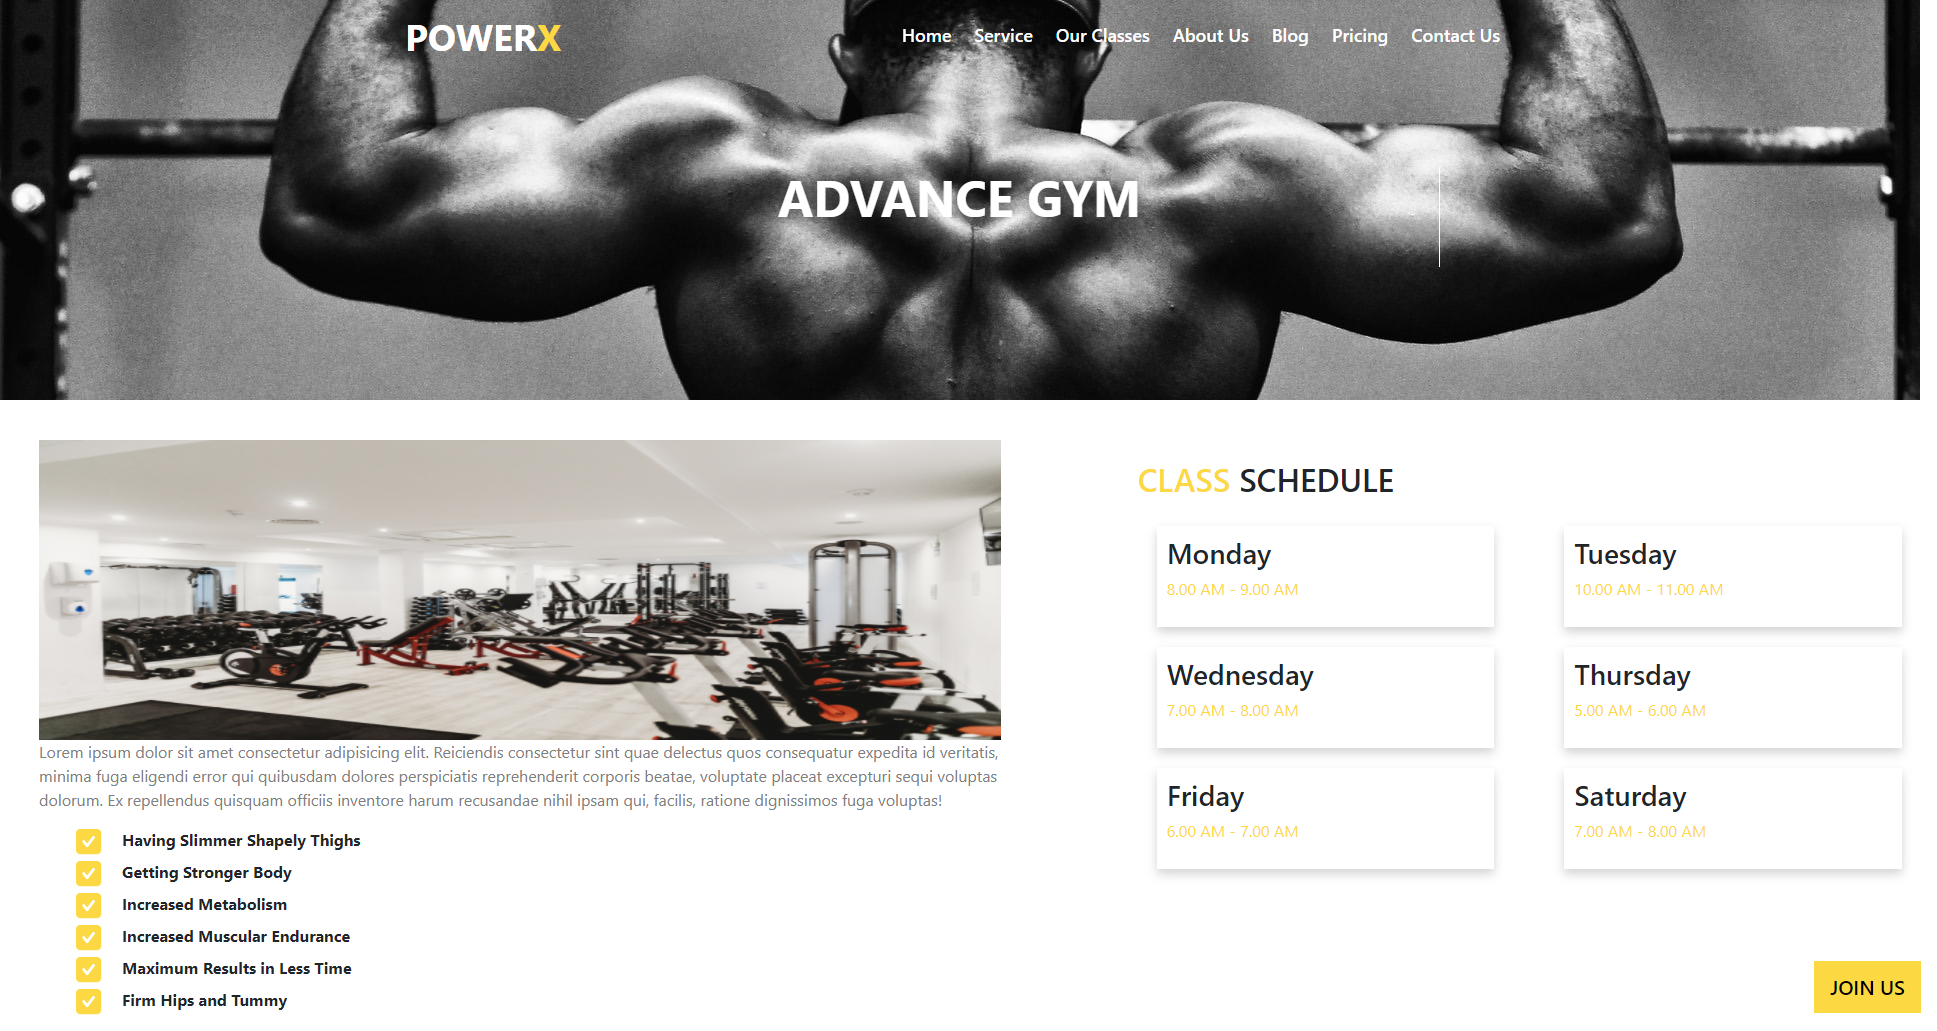 POWERX
Home Service Our Classes About Us Blog Pricing Contact Us
ADVANCE GYM
Lorem ipsum dolor sit amet consectetur adipisicing elit. Reiciendis consectetur sint quae delectus quos consequatur expedita id veritatis,
minima fuga eligendi error qui quibusdam dolores perspiciatis reprehenderit corporis beatae, voluptate placeat excepturi sequi voluptas
dolorum. Ex repellendus quisquam officiis inventore harum recusandae nihil ipsam qui, facilis, ratione dignissimos fuga voluptas!
Having Slimmer Shapely Thighs
Getting Stronger Body
Increased Metabolism
Increased Muscular Endurance
Maximum Results in Less Time
Firm Hips and Tummy
CLASS SCHEDULE
Monday
8.00 AM - 9.00 AM
Tuesday
10.00 AM - 11.00 AM
Wednesday
7.00 AM - 8.00 AM
Thursday
5.00 AM - 6.00 AM
Friday
6.00 AM - 7.00 AM
Saturday
7.00 AM - 8.00 AM
JOIN US